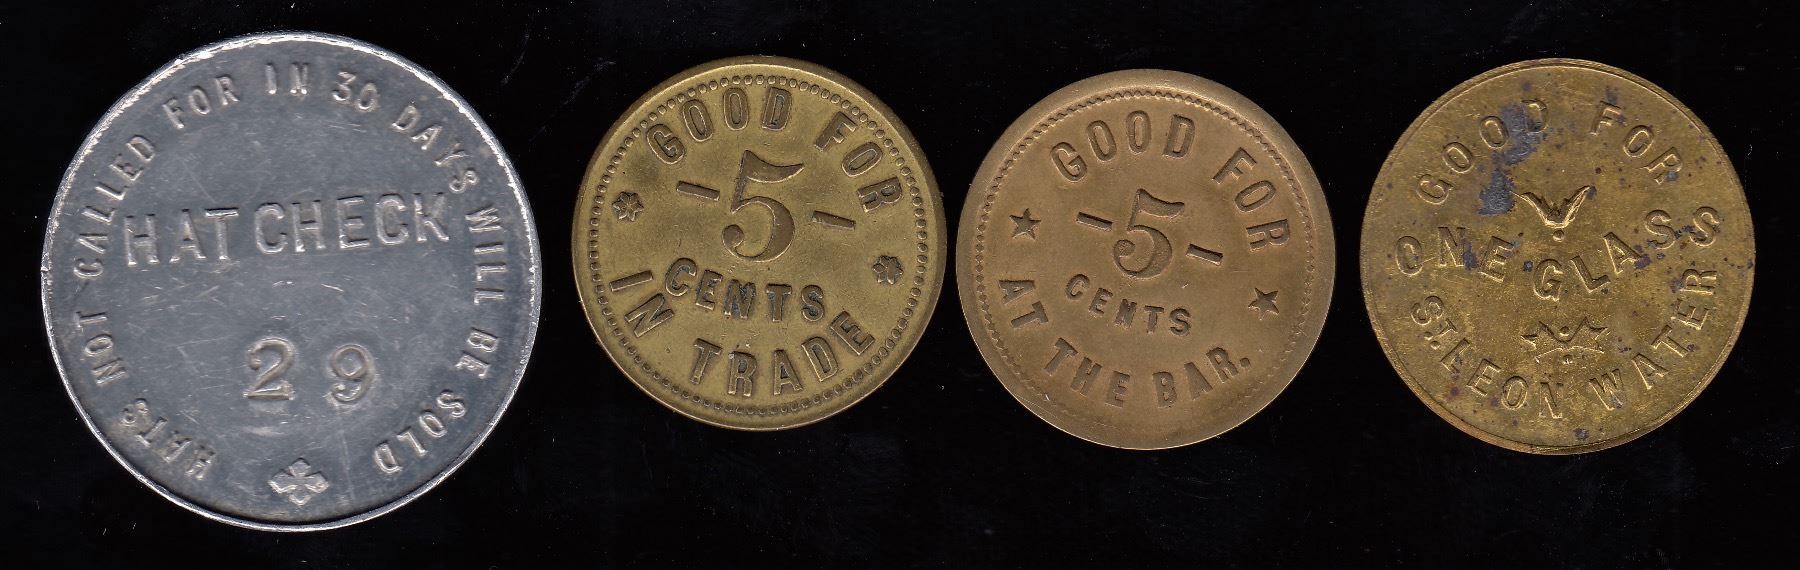 HATS NOT CALLED FOR IN 30 DAYS WILL BE SOLD
HAT CHECK
29
GOOD FOR
-5-
CENTS
IN TRADE
GOOD FOR
-5-
CENTS
AT THE BAR.
GOOD FOR
ONE GLASS
ST. LEON WATER